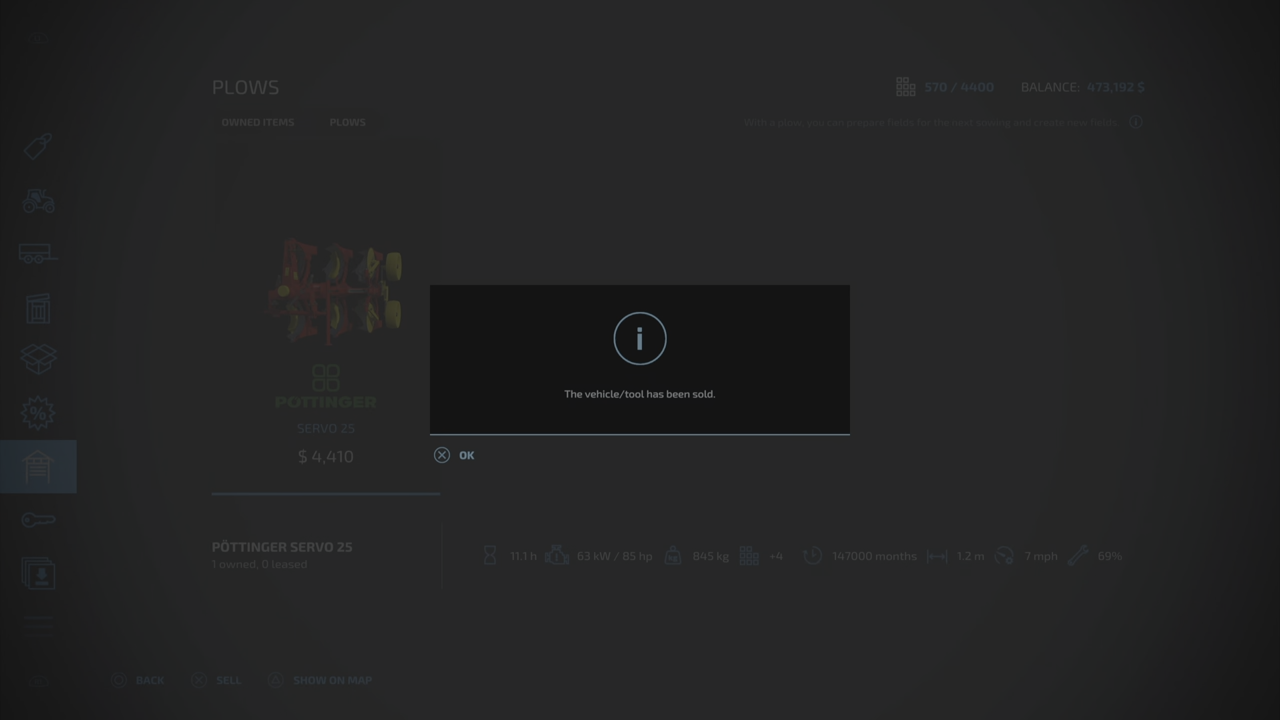 PLOWS
570 / 4400
BALANCE: 473,192 $
OWNED ITEMS
PLOWS
With a plow, you can prepare fields for the next sowing and create new fields.
The vehicle/tool has been sold.
OK
PÖTTINGER
SERVO 25
$ 4,410
PÖTTINGER SERVO 25
1 owned, 0 leased
11.1 h
63 kW / 85 hp
845 kg
+4
147000 months
1.2 m
7 mph
69%
BACK
SELL
SHOW ON MAP